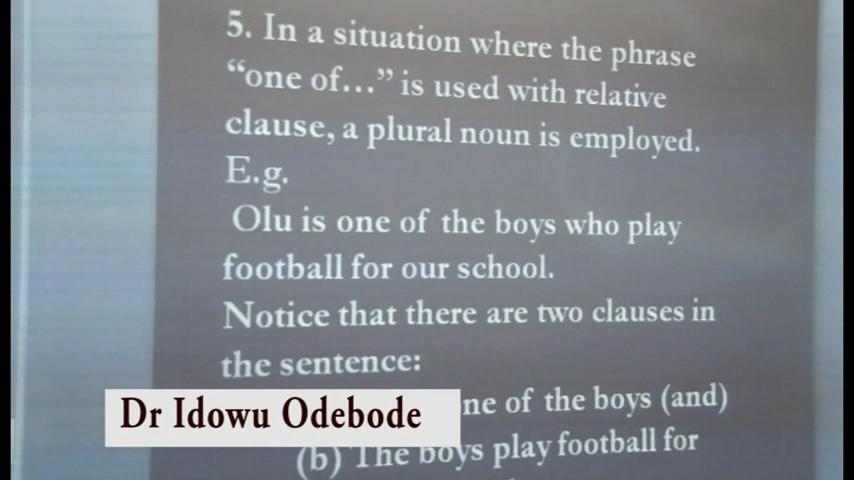 5. In a situation where the phrase
“one of...” is used with relative
clause, a plural noun is employed.
E.g.
Olu is one of the boys who play
football for our school.
Notice that there are two clauses in
the sentence:
of the boys (and)
Dr Idowu Odebode
(b) The boys play football for